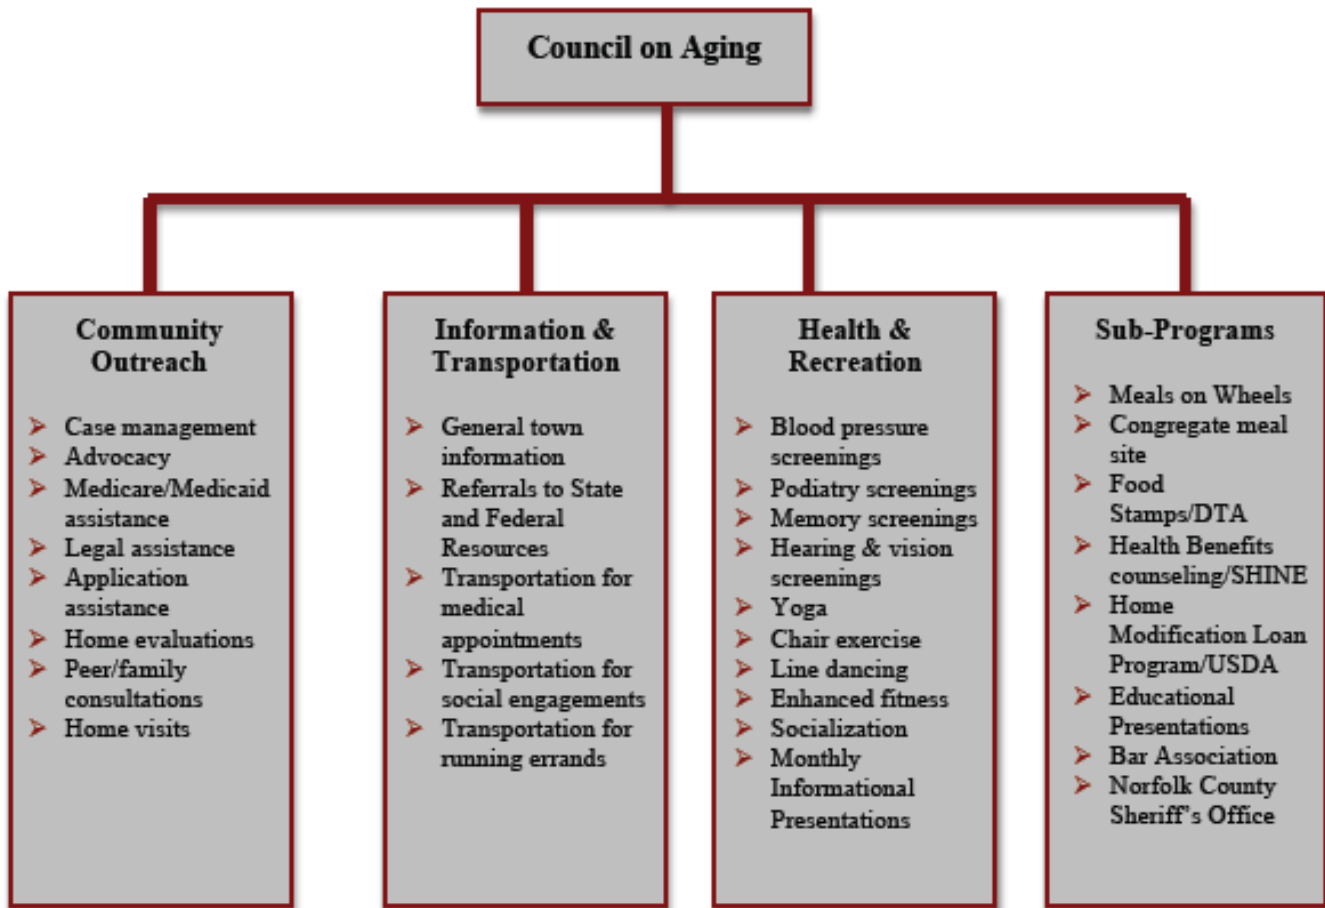 Council on Aging
Community
Outreach
Case management
Advocacy
Medicare/Medicaid
assistance
Legal assistance
Application
assistance
Home evaluations
Peer/family
consultations
Home visits
Information &
Transportation
General town
information
Referrals to State
and Federal
Resources
Transportation for
medical
appointments
Transportation for
social engagements
Transportation for
running errands
Health &
Recreation
Blood pressure
screenings
Podiatry screenings
Memory screenings
Hearing & vision
screenings
Yoga
Chair exercise
Line dancing
Enhanced fitness
Socialization
Monthly
Informational
Presentations
Sub-Programs
Meals on Wheels
Congregate meal
site
Food
Stamps/DTA
Health Benefits
counseling/SHINE
Home
Modification Loan
Program/USDA
Educational
Presentations
Bar Association
Norfolk County
Sheriff's Office